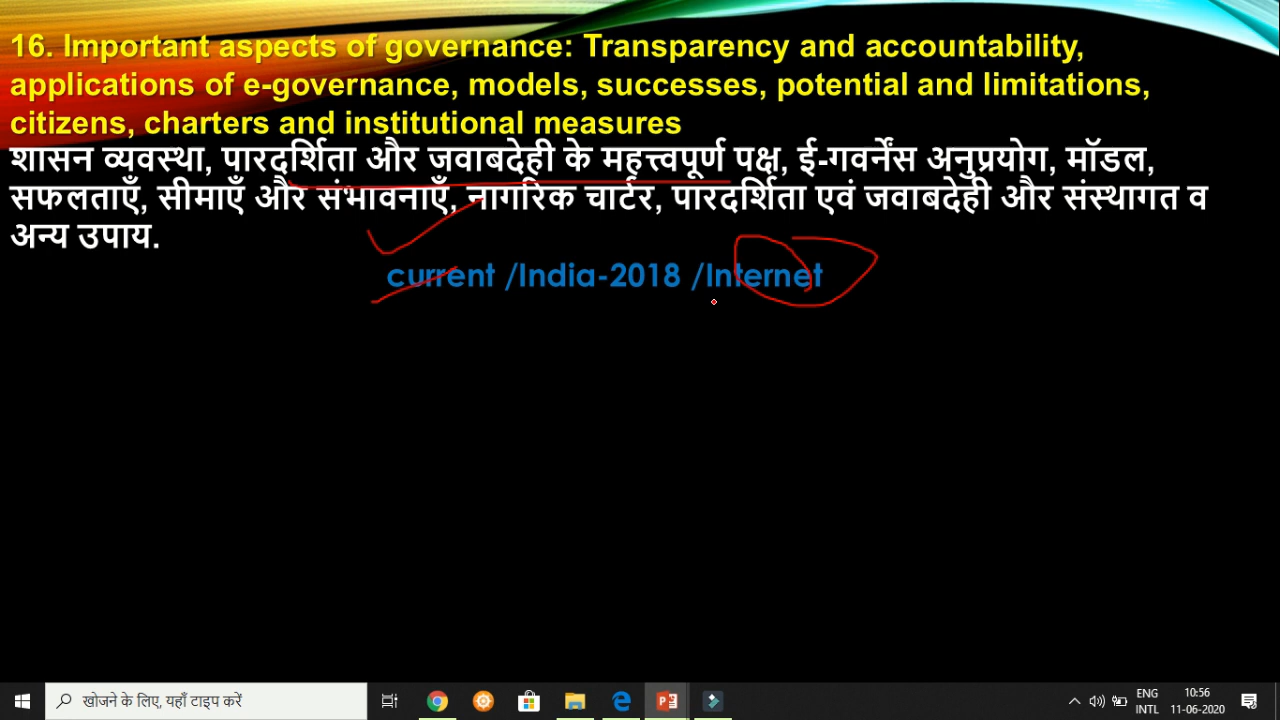 16. Important aspects of governance: Transparency and accountability,
applications of e-governance, models, successes, potential and limitations,
citizens, charters and institutional measures
शासन व्यवस्था, पारदर्शिता और जवाबदेही के महत्त्वपूर्ण पक्ष, ई-गवर्नेंस अनुप्रयोग, मॉडल,
सफलताएँ, सीमाएँ और संभावनाएँ, नागरिक चार्टर, पारदर्शिता एवं जवाबदेही और संस्थागत व
अन्य उपाय.
current /India-2018 /Internet
खोजने के लिए, यहाँ टाइप करें
ENG 10:56
INTL 11-06-2020